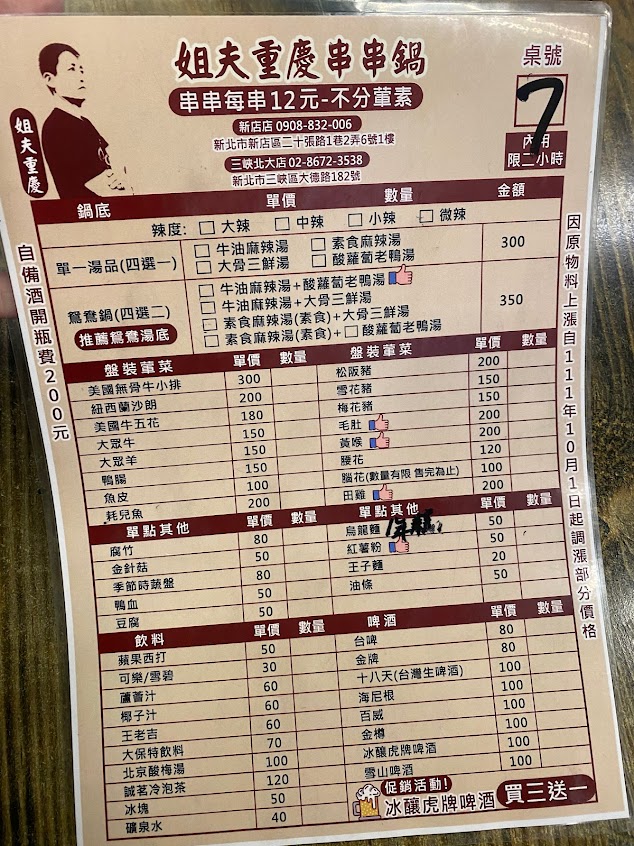 姐夫重慶串串鍋
串串每串12元-不分葷素
新店店 0908-832-006
新北市新店區二十張路1巷2弄6號1樓
三峽北大店 02-8672-3538
新北市三峽區大德路182號
姐夫重慶
桌號
7
內用
限二小時
自備酒開瓶費200元
因原物料上漲自111年10月1日起調漲部分價格
鍋底 單價 數量 金額
辣度: □ 大辣 □ 中辣 □ 小辣 □ 微辣
單一湯品(四選一)
□ 牛油麻辣湯 □ 素食麻辣湯
□ 大骨三鮮湯 □ 酸蘿蔔老鴨湯
300
鴛鴦鍋(四選二)
推薦鴛鴦湯底
□ 牛油麻辣湯+酸蘿蔔老鴨湯
□ 牛油麻辣湯+大骨三鮮湯
□ 素食麻辣湯(素食)+大骨三鮮湯
□ 素食麻辣湯(素食)+□酸蘿蔔老鴨湯
350
盤裝葷菜 單價 數量
美國無骨牛小排 300
紐西蘭沙朗 200
美國牛五花 180
大眾牛 150
大眾羊 150
鴨腸 150
魚皮 100
耗兒魚 200
盤裝葷菜 單價 數量
松阪豬 200
雪花豬 150
梅花豬 150
毛肚 200
黃喉 200
腰花 120
腦花(數量有限 售完為止) 100
田雞 200
單點其他 單價 數量
腐竹 80
金針菇 50
季節時蔬盤 80
鴨血 50
豆腐 50
單點其他 單價 數量
烏龍麵 50
紅薯粉 50
王子麵 20
油條 50
飲料 單價 數量
蘋果西打 50
可樂/雪碧 30
蘆薈汁 60
椰子汁 60
王老吉 60
大保特飲料 70
北京酸梅湯 100
誠茗冷泡茶 120
冰塊 50
礦泉水 40
啤酒 單價 數量
台啤 80
金牌 80
十八天(台灣生啤酒) 100
海尼根 100
百威 100
金樽 100
冰釀虎牌啤酒 100
雪山啤酒 100
促銷活動!
冰釀虎牌啤酒 買三送一